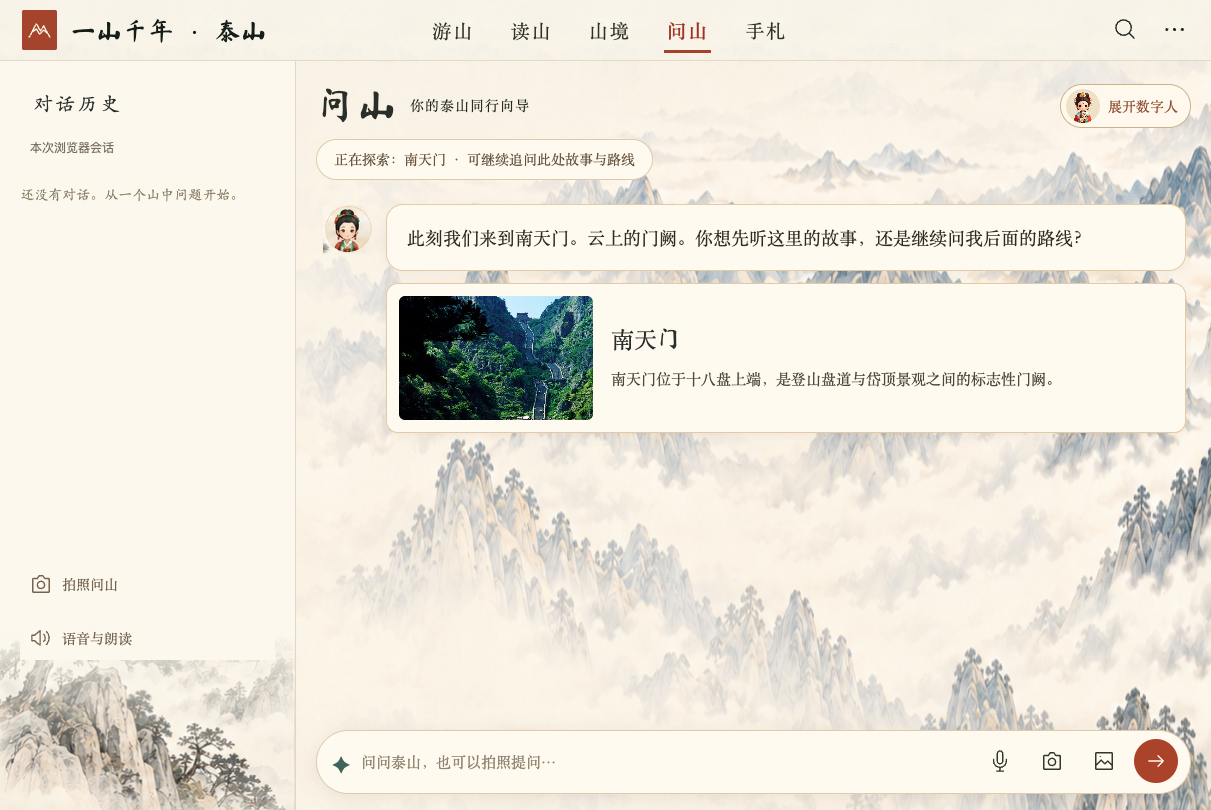 一山千年 · 泰山
游山
读山
山境
问山
手札
对话历史
本次浏览器会话
还没有对话。从一个山中问题开始。
拍照问山
语音与朗读
问山
你的泰山同行向导
展开数字人
正在探索：南天门 · 可继续追问此处故事与路线
此刻我们来到南天门。云上的门阙。你想先听这里的故事，还是继续问我后面的路线？
南天门
南天门位于十八盘上端，是登山盘道与岱顶景观之间的标志性门阙。
问问泰山，也可以拍照提问…